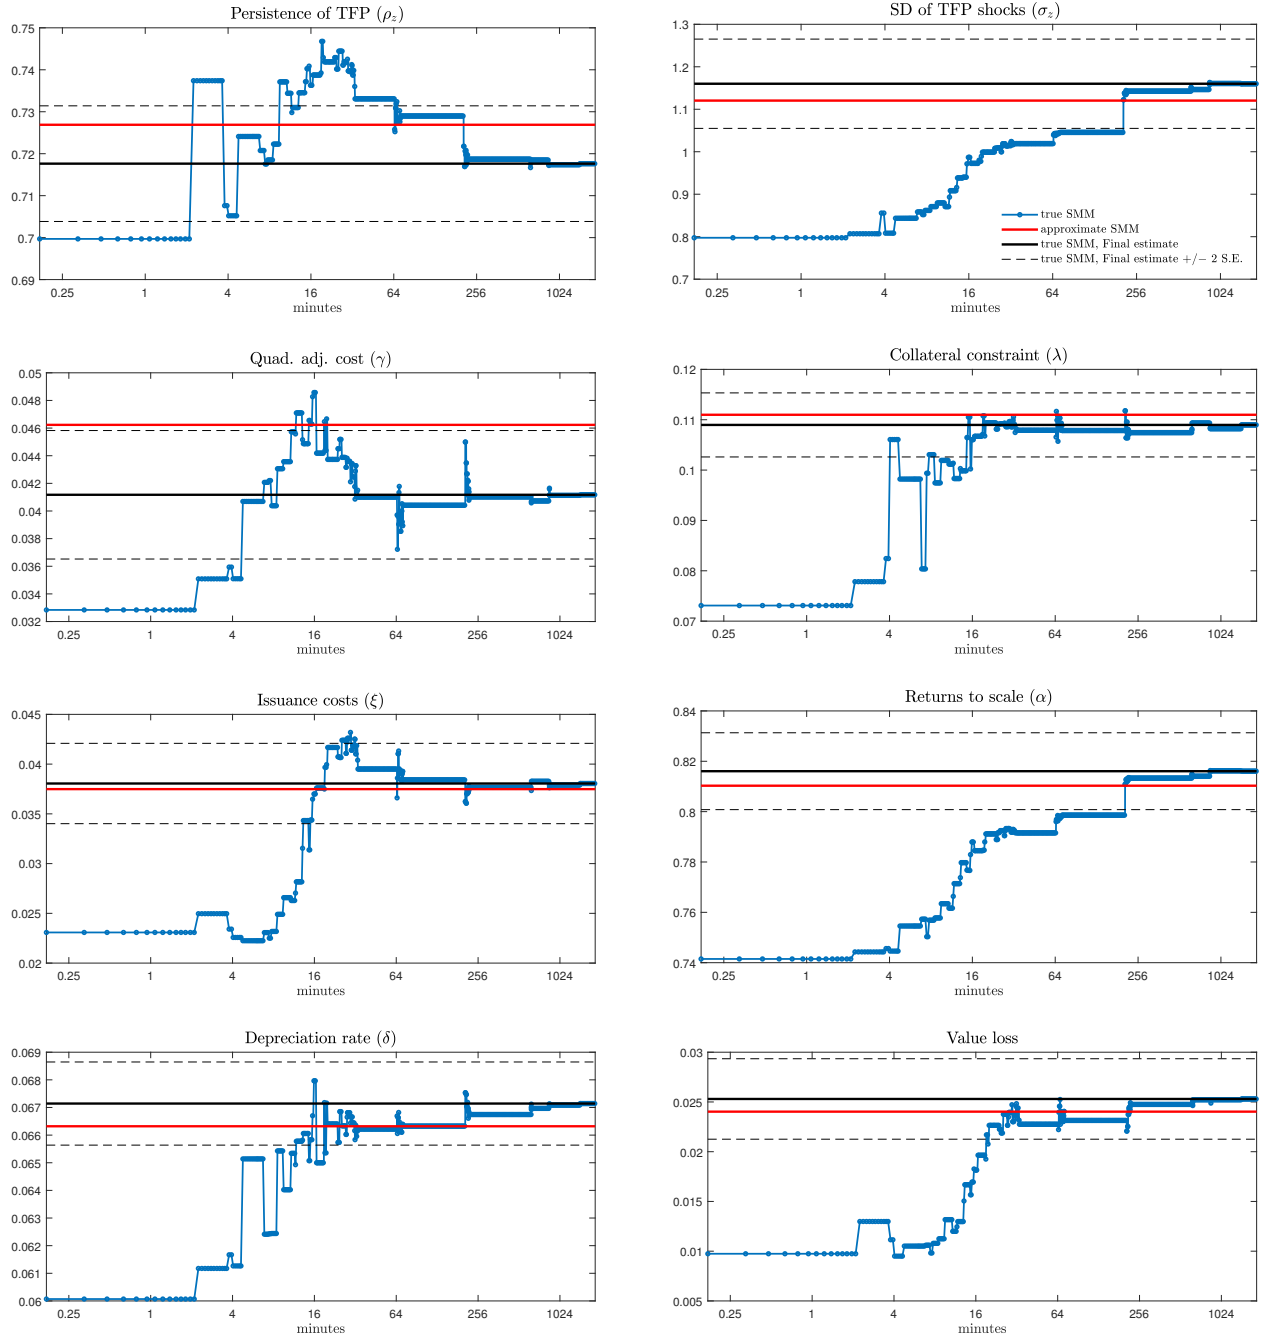 Persistence of TFP (ρz)
0.75
0.74
0.73
0.72
0.71
0.7
0.69
0.25 1 4 16 64 256 1024
minutes
SD of TFP shocks (σz)
1.3
1.2
1.1
1
0.9
0.8
0.7
true SMM
approximate SMM
true SMM, Final estimate
true SMM, Final estimate +/− 2 S.E.
0.25 1 4 16 64 256 1024
minutes
Quad. adj. cost (γ)
0.05
0.048
0.046
0.044
0.042
0.04
0.038
0.036
0.034
0.032
0.25 1 4 16 64 256 1024
minutes
Collateral constraint (λ)
0.12
0.11
0.1
0.09
0.08
0.07
0.25 1 4 16 64 256 1024
minutes
Issuance costs (ξ)
0.045
0.04
0.035
0.03
0.025
0.02
0.25 1 4 16 64 256 1024
minutes
Returns to scale (α)
0.84
0.82
0.8
0.78
0.76
0.74
0.25 1 4 16 64 256 1024
minutes
Depreciation rate (δ)
0.069
0.068
0.067
0.066
0.065
0.064
0.063
0.062
0.061
0.06
0.25 1 4 16 64 256 1024
minutes
Value loss
0.03
0.025
0.02
0.015
0.01
0.005
0.25 1 4 16 64 256 1024
minutes